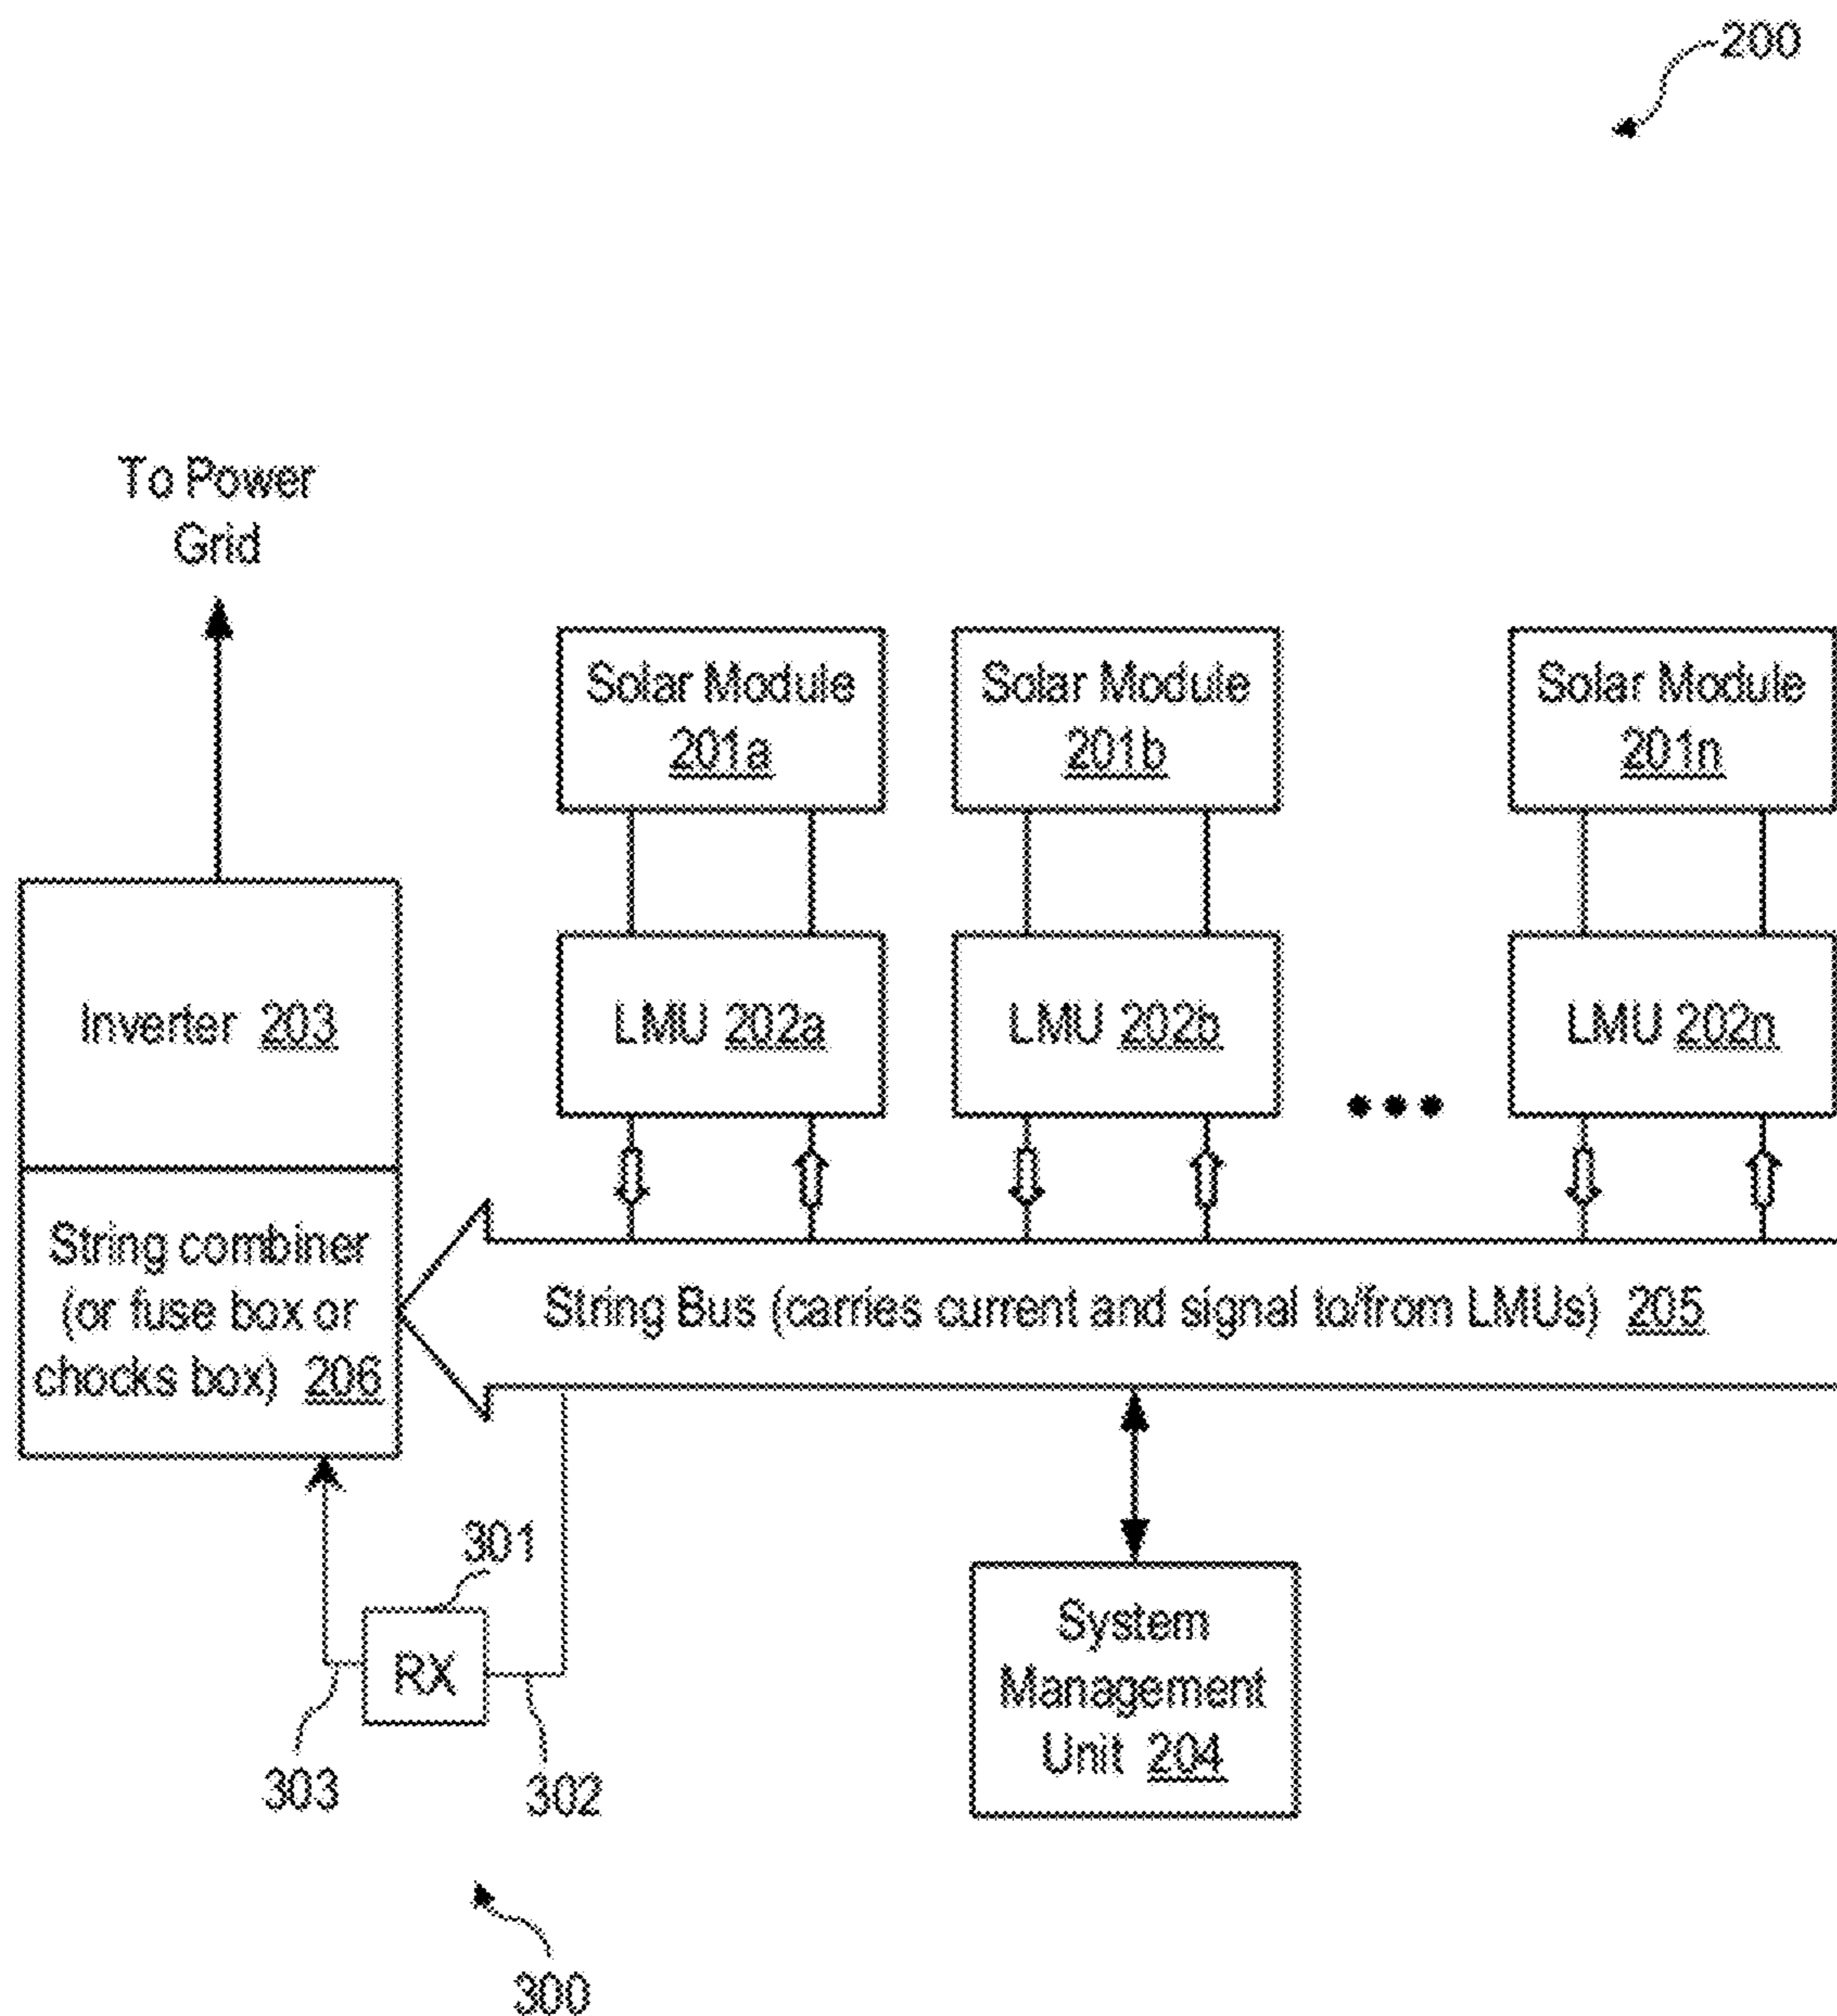 200
To Power
Grid
Solar Module
201a
Solar Module
201b
Solar Module
201n
Inverter 203
LMU 202a
LMU 202b
LMU 202n
String combiner
(or fuse box or
chocks box) 206
String Bus (carries current and signal to/from LMUs) 205
301
RX
303
302
System
Management
Unit 204
300